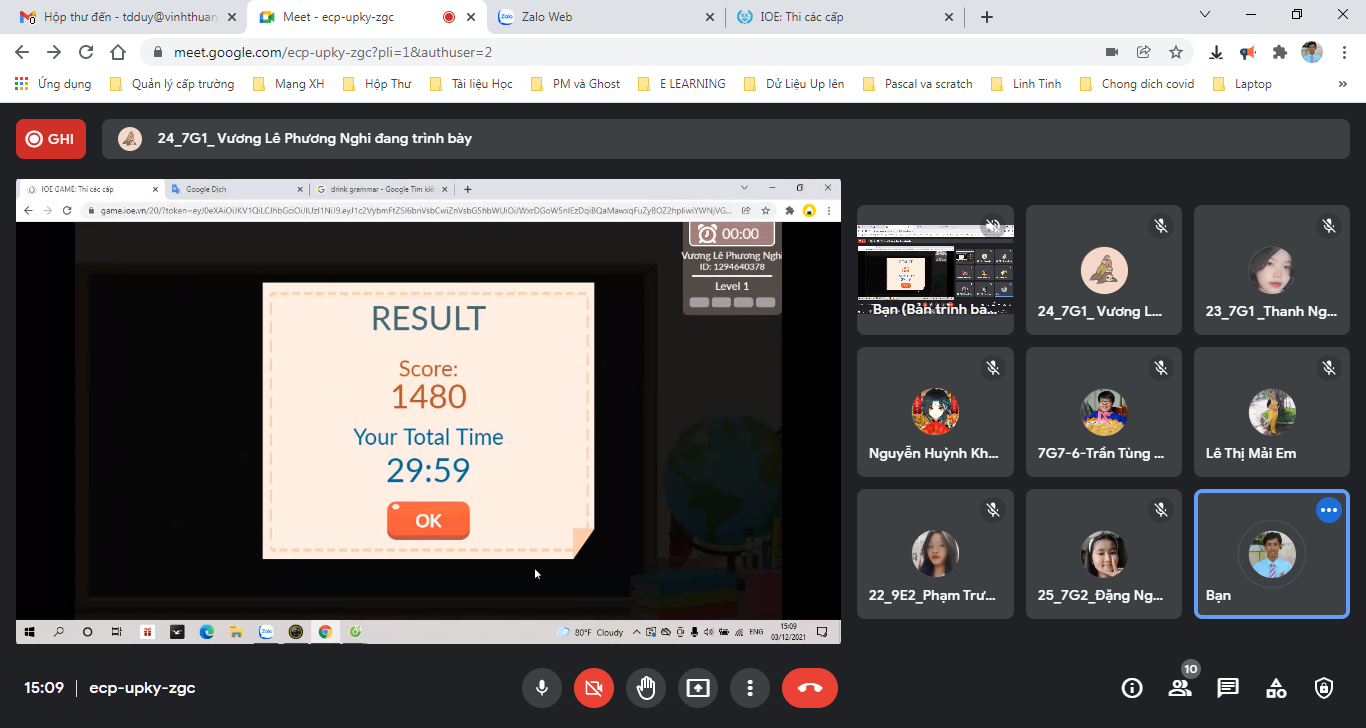 Hộp thư đến - tdduy@vinhthuan
Meet - ecp-upky-zgc
Zalo Web
IOE: Thi các cấp
meet.google.com/ecp-upky-zgc?pli=1&authuser=2
Ứng dụng
Quản lý cấp trường
Mạng XH
Hộp Thư
Tài liệu Học
PM và Ghost
E LEARNING
Dử Liệu Up lên
Pascal va scratch
Linh Tinh
Chong dich covid
Laptop
GHI
24_7G1_ Vương Lê Phương Nghi đang trình bày
IOE GAME: Thi các cấp
Google Dịch
drink grammar - Google Tìm kiế
00:00
Vương Lê Phương Nghi
ID: 1294640378
Level 1
RESULT
Score:
1480
Your Total Time
29:59
OK
80°F Cloudy
ENG
15:09
03/12/2021
Bạn (Bản trình bà...
24_7G1_ Vương L...
23_7G1_Thanh Ng...
Nguyễn Huỳnh Kh...
7G7-6-Trần Tùng ...
Lê Thị Mải Em
22_9E2_Phạm Trư...
25_7G2_Đặng Ng...
Bạn
15:09
ecp-upky-zgc
10